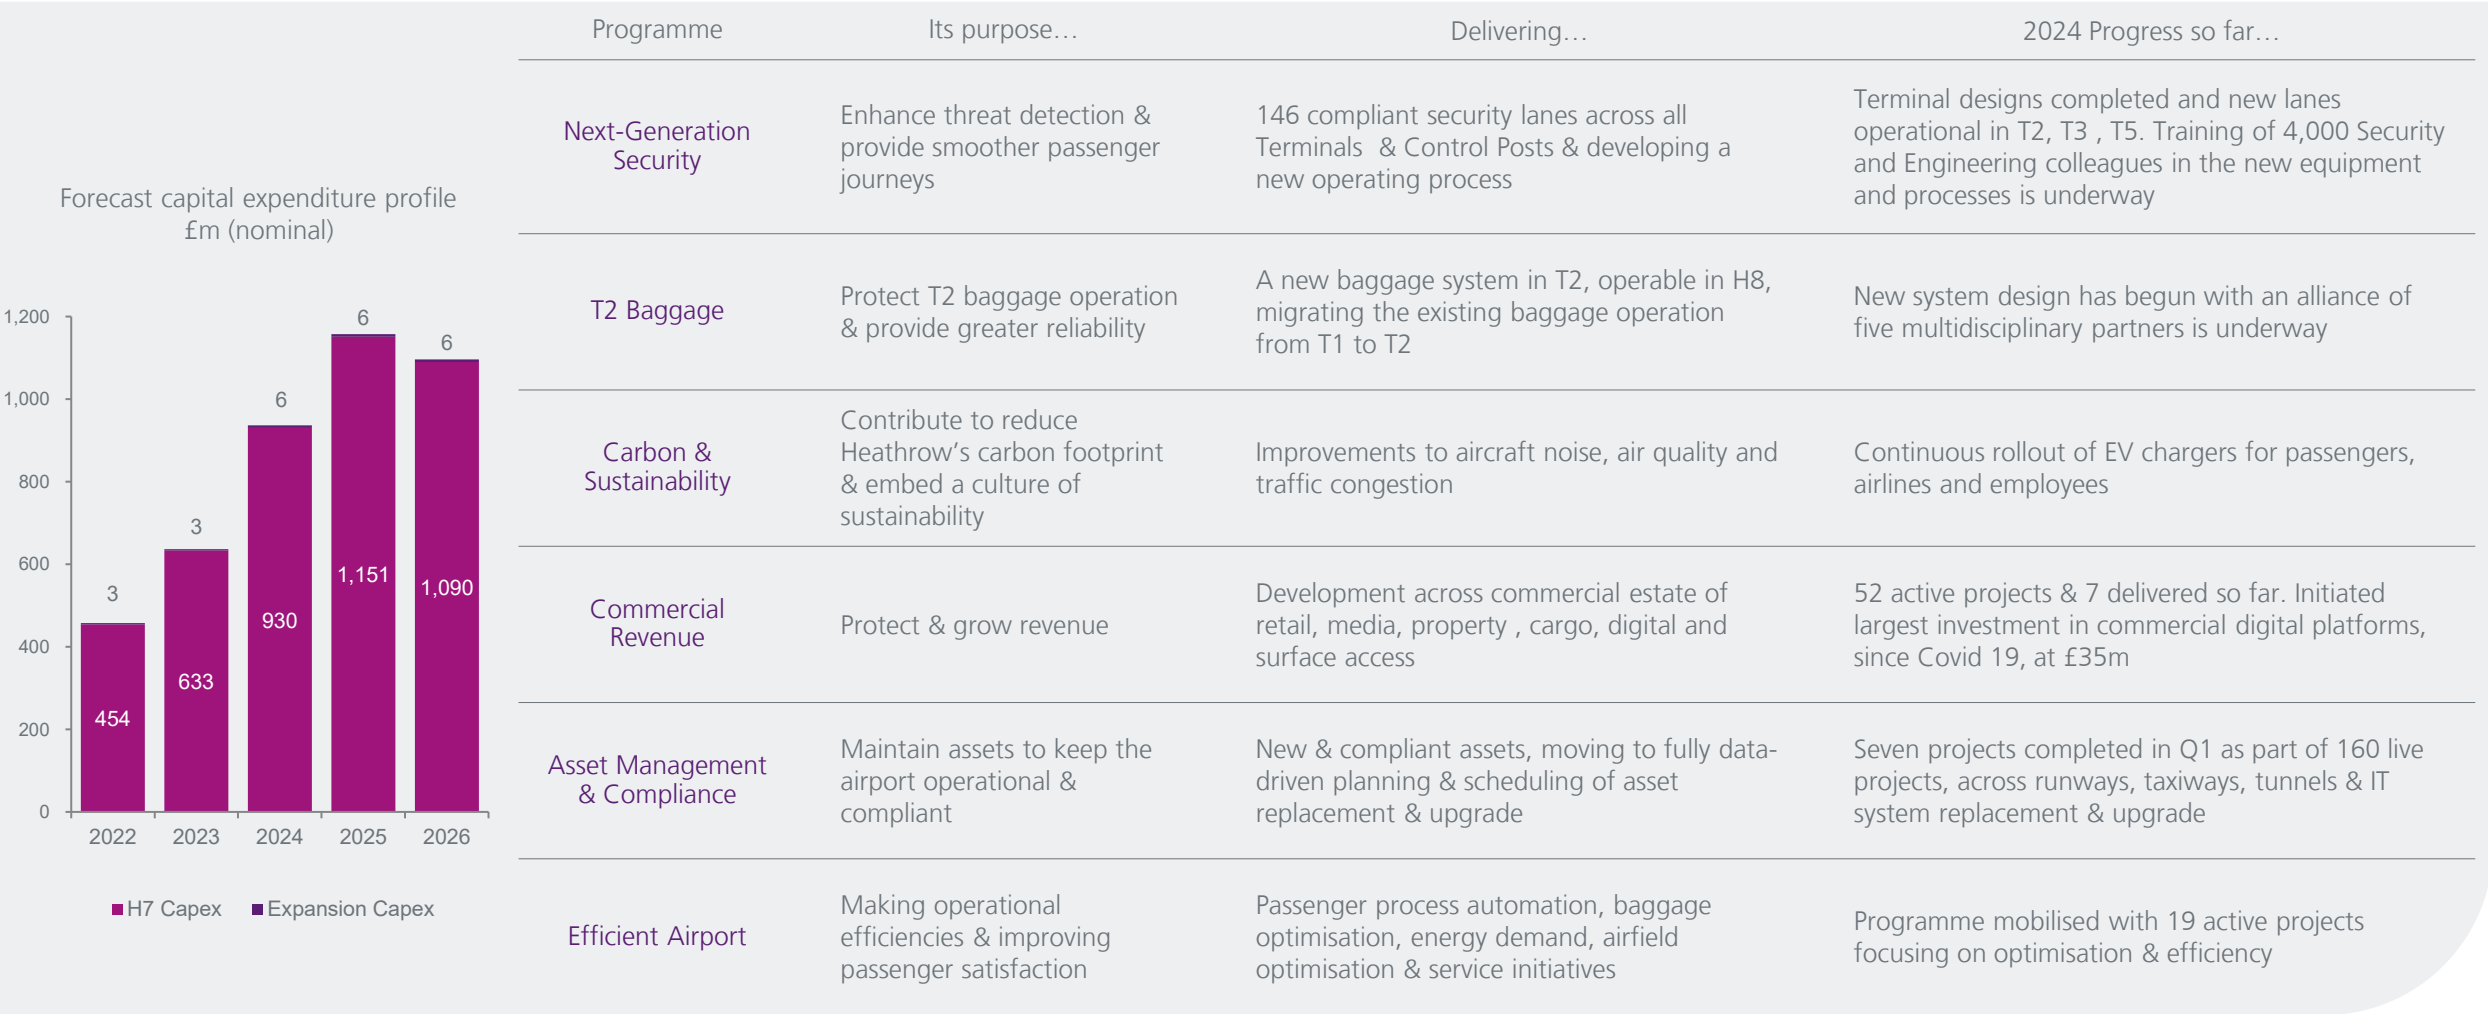 Forecast capital expenditure profile
£m (nominal)
1,200
1,000
800
600
400
200
0
3
454
3
633
6
930
6
1,151
6
1,090
2022
2023
2024
2025
2026
H7 Capex
Expansion Capex
Programme
Its purpose…
Delivering…
2024 Progress so far…
Next-Generation
Security
Enhance threat detection &
provide smoother passenger
journeys
146 compliant security lanes across all
Terminals  & Control Posts & developing a
new operating process
Terminal designs completed and new lanes
operational in T2, T3 , T5. Training of 4,000 Security
and Engineering colleagues in the new equipment
and processes is underway
T2 Baggage
Protect T2 baggage operation
& provide greater reliability
A new baggage system in T2, operable in H8,
migrating the existing baggage operation
from T1 to T2
New system design has begun with an alliance of
five multidisciplinary partners is underway
Carbon &
Sustainability
Contribute to reduce
Heathrow’s carbon footprint
& embed a culture of
sustainability
Improvements to aircraft noise, air quality and
traffic congestion
Continuous rollout of EV chargers for passengers,
airlines and employees
Commercial
Revenue
Protect & grow revenue
Development across commercial estate of
retail, media, property , cargo, digital and
surface access
52 active projects & 7 delivered so far. Initiated
largest investment in commercial digital platforms,
since Covid 19, at £35m
Asset Management
& Compliance
Maintain assets to keep the
airport operational &
compliant
New & compliant assets, moving to fully data-
driven planning & scheduling of asset
replacement & upgrade
Seven projects completed in Q1 as part of 160 live
projects, across runways, taxiways, tunnels & IT
system replacement & upgrade
Efficient Airport
Making operational
efficiencies & improving
passenger satisfaction
Passenger process automation, baggage
optimisation, energy demand, airfield
optimisation & service initiatives
Programme mobilised with 19 active projects
focusing on optimisation & efficiency